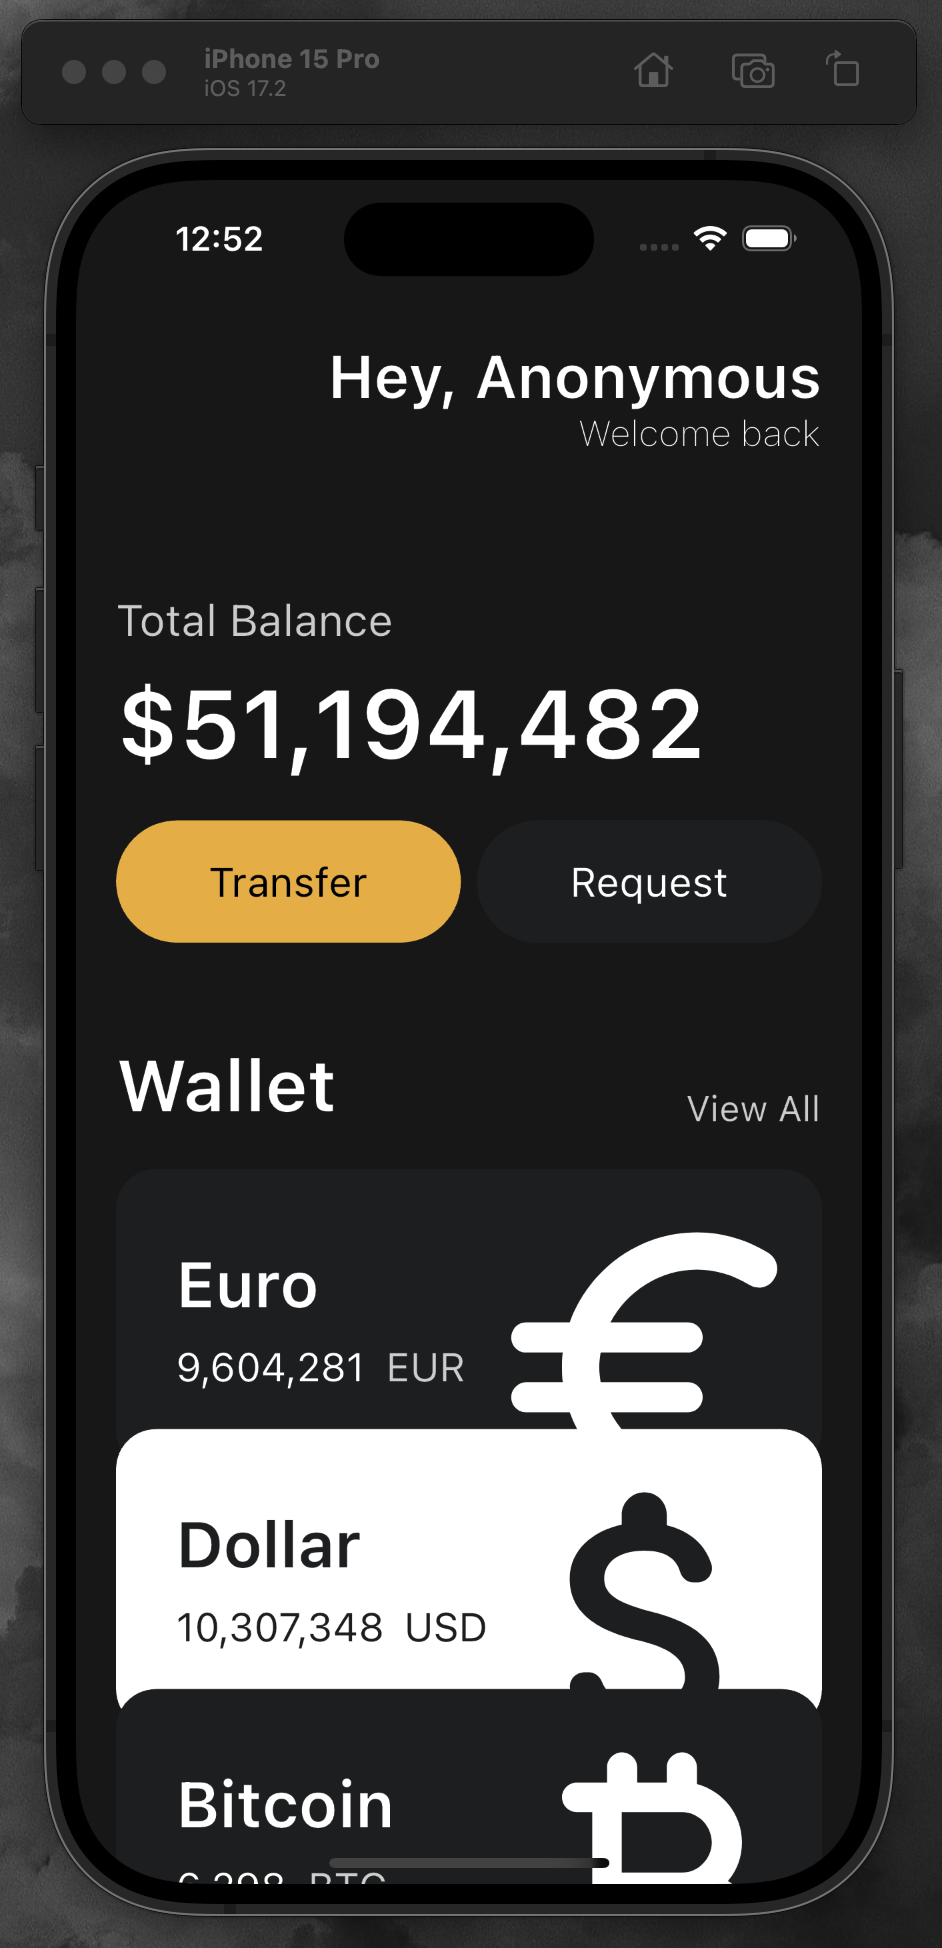 iPhone 15 Pro
iOS 17.2
12:52
Hey, Anonymous
Welcome back
Total Balance
$51,194,482
Transfer
Request
Wallet
View All
Euro
9,604,281 EUR
Dollar
10,307,348 USD
Bitcoin
BTC